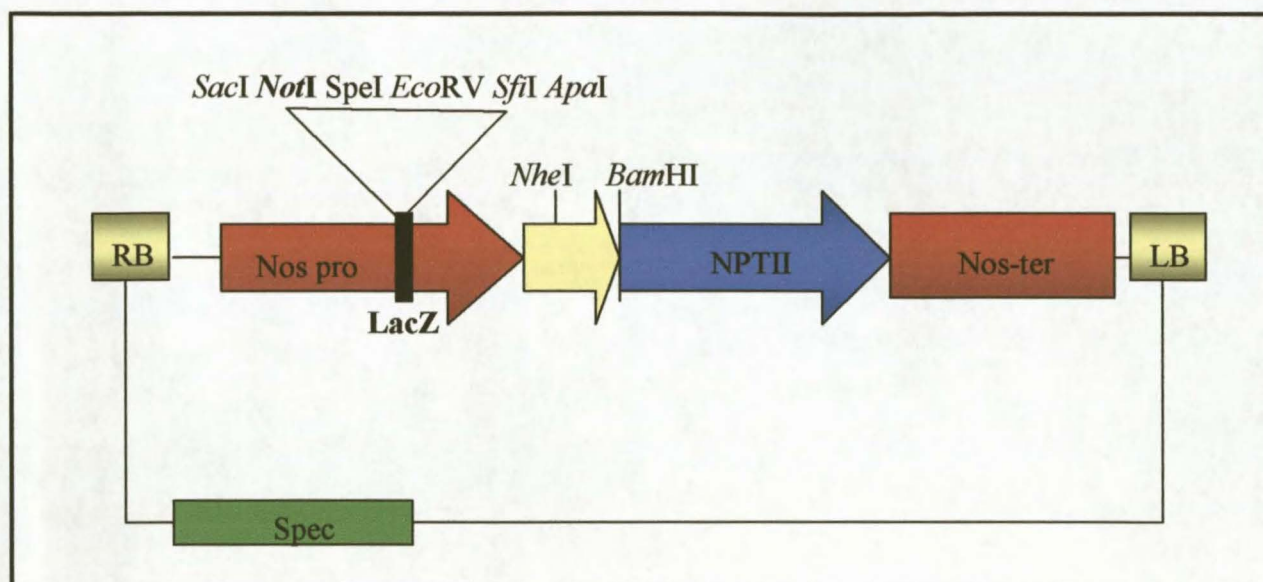 SacI NotI SpeI EcoRV SfiI ApaI
NheI BamHI
RB Nos pro NPTII Nos-ter LB
LacZ
Spec